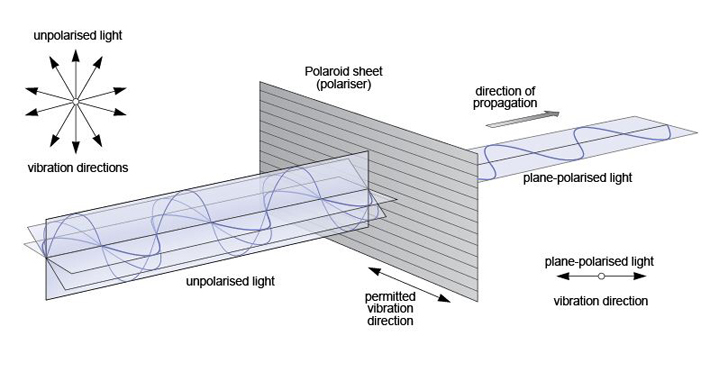 unpolarised light
vibration directions
Polaroid sheet
(polariser)
direction of
propagation
plane-polarised light
unpolarised light
permitted
vibration
direction
plane-polarised light
vibration direction